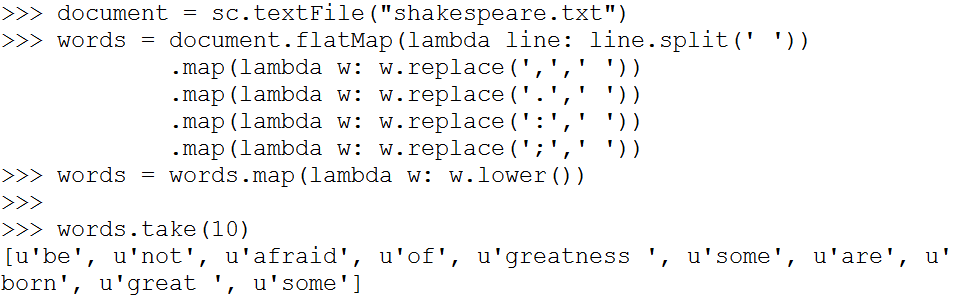 >>> document = sc.textFile("shakespeare.txt")
>>> words = document.flatMap(lambda line: line.split(' '))
            .map(lambda w: w.replace(',',' '))
            .map(lambda w: w.replace('.',' '))
            .map(lambda w: w.replace(':',' '))
            .map(lambda w: w.replace(';',' '))
>>> words = words.map(lambda w: w.lower())
>>>
>>> words.take(10)
[u'be', u'not', u'afraid', u'of', u'greatness ', u'some', u'are', u'
born', u'great ', u'some']